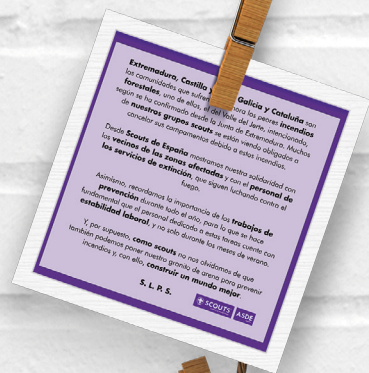 Extremadura, Castilla Galicia y Cataluña son
las comunidades que sufren ahora los peores incendios
forestales, uno de ellos, el del Valle del Jerte, intencionado,
según se ha confirmado desde la Junta de Extremadura. Muchos
de nuestros grupos scouts se están viendo obligados a
cancelar sus campamentos debido a estos incendios.
Desde Scouts de España mostramos nuestra solidaridad con
los vecinos de las zonas afectadas y con el personal de
los servicios de extinción, que siguen luchando contra el
fuego.
Asimismo, recordamos la importancia de los trabajos de
prevención durante todo el año, para lo que se hace
fundamental que el personal dedicado a estas tareas cuente con
estabilidad laboral, y no solo durante los meses de verano.
Y, por supuesto, como scouts no nos olvidamos de que
también podemos poner nuestro granito de arena para prevenir
incendios y, con ello, construir un mundo mejor.
S. L. P. S.
SCOUTS ASDE